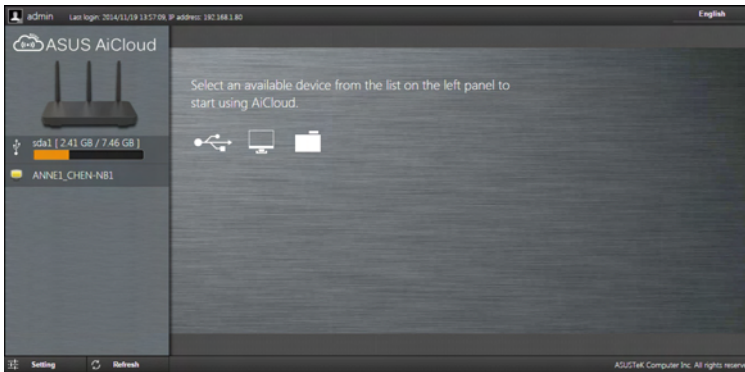 admin Last login: 2014/11/19 13:57:09, IP address: 192.168.1.80 English
ASUS AiCloud
Select an available device from the list on the left panel to
start using AiCloud.
sda1 [ 2.41 GB / 7.46 GB ]
ANNE1_CHEN-NB1
Setting Refresh ASUSTeK Computer Inc. All rights reserve